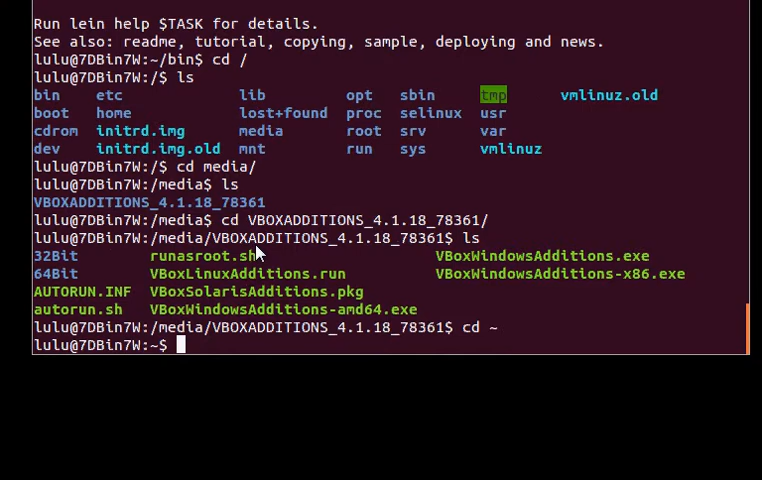 Run lein help $TASK for details.
See also: readme, tutorial, copying, sample, deploying and news.
lulu@7DBin7W:~/bin$ cd /
lulu@7DBin7W:/$ ls
bin etc lib opt sbin tmp vmlinuz.old
boot home lost+found proc selinux usr
cdrom initrd.img media root srv var
dev initrd.img.old mnt run sys vmlinuz
lulu@7DBin7W:/$ cd media/
lulu@7DBin7W:/media$ ls
VBOXADDITIONS_4.1.18_78361
lulu@7DBin7W:/media$ cd VBOXADDITIONS_4.1.18_78361/
lulu@7DBin7W:/media/VBOXADDITIONS_4.1.18_78361$ ls
32Bit runasroot.sh VBoxWindowsAdditions.exe
64Bit VBoxLinuxAdditions.run VBoxWindowsAdditions-x86.exe
AUTORUN.INF VBoxSolarisAdditions.pkg
autorun.sh VBoxWindowsAdditions-amd64.exe
lulu@7DBin7W:/media/VBOXADDITIONS_4.1.18_78361$ cd ~
lulu@7DBin7W:~$